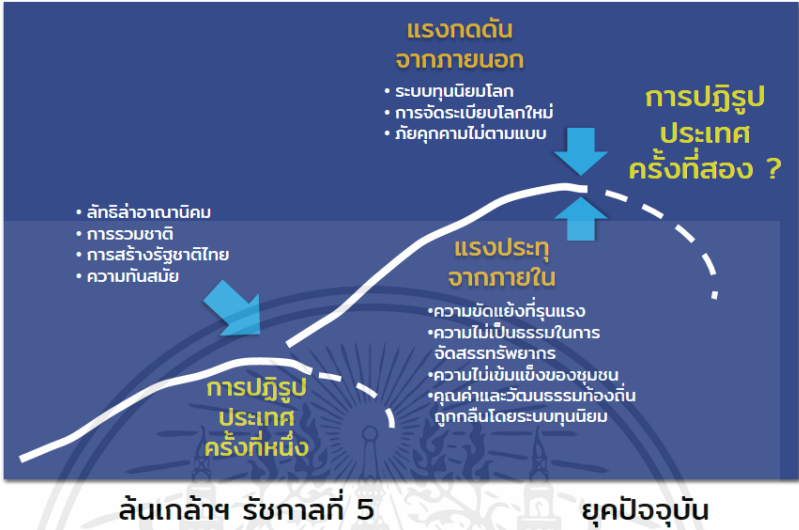 แรงกดดัน
จากภายนอก
• ระบบทุนนิยมโลก
• การจัดระเบียบโลกใหม่
• ภัยคุกคามไม่ตามแบบ
การปฏิรูป
ประเทศ
ครั้งที่สอง ?
• ลัทธิล่าอาณานิคม
• การรวมชาติ
• การสร้างรัฐชาติไทย
• ความทันสมัย
แรงประทุ
จากภายใน
•ความขัดแย้งที่รุนแรง
•ความไม่เป็นธรรมในการ
จัดสรรทรัพยากร
•ความไม่เข้มแข็งของชุมชน
•คุณค่าและวัฒนธรรมท้องถิ่น
ถูกกลืนโดยระบบทุนนิยม
การปฏิรูป
ประเทศ
ครั้งที่หนึ่ง
ล้นเกล้าฯ รัชกาลที่ 5
ยุคปัจจุบัน